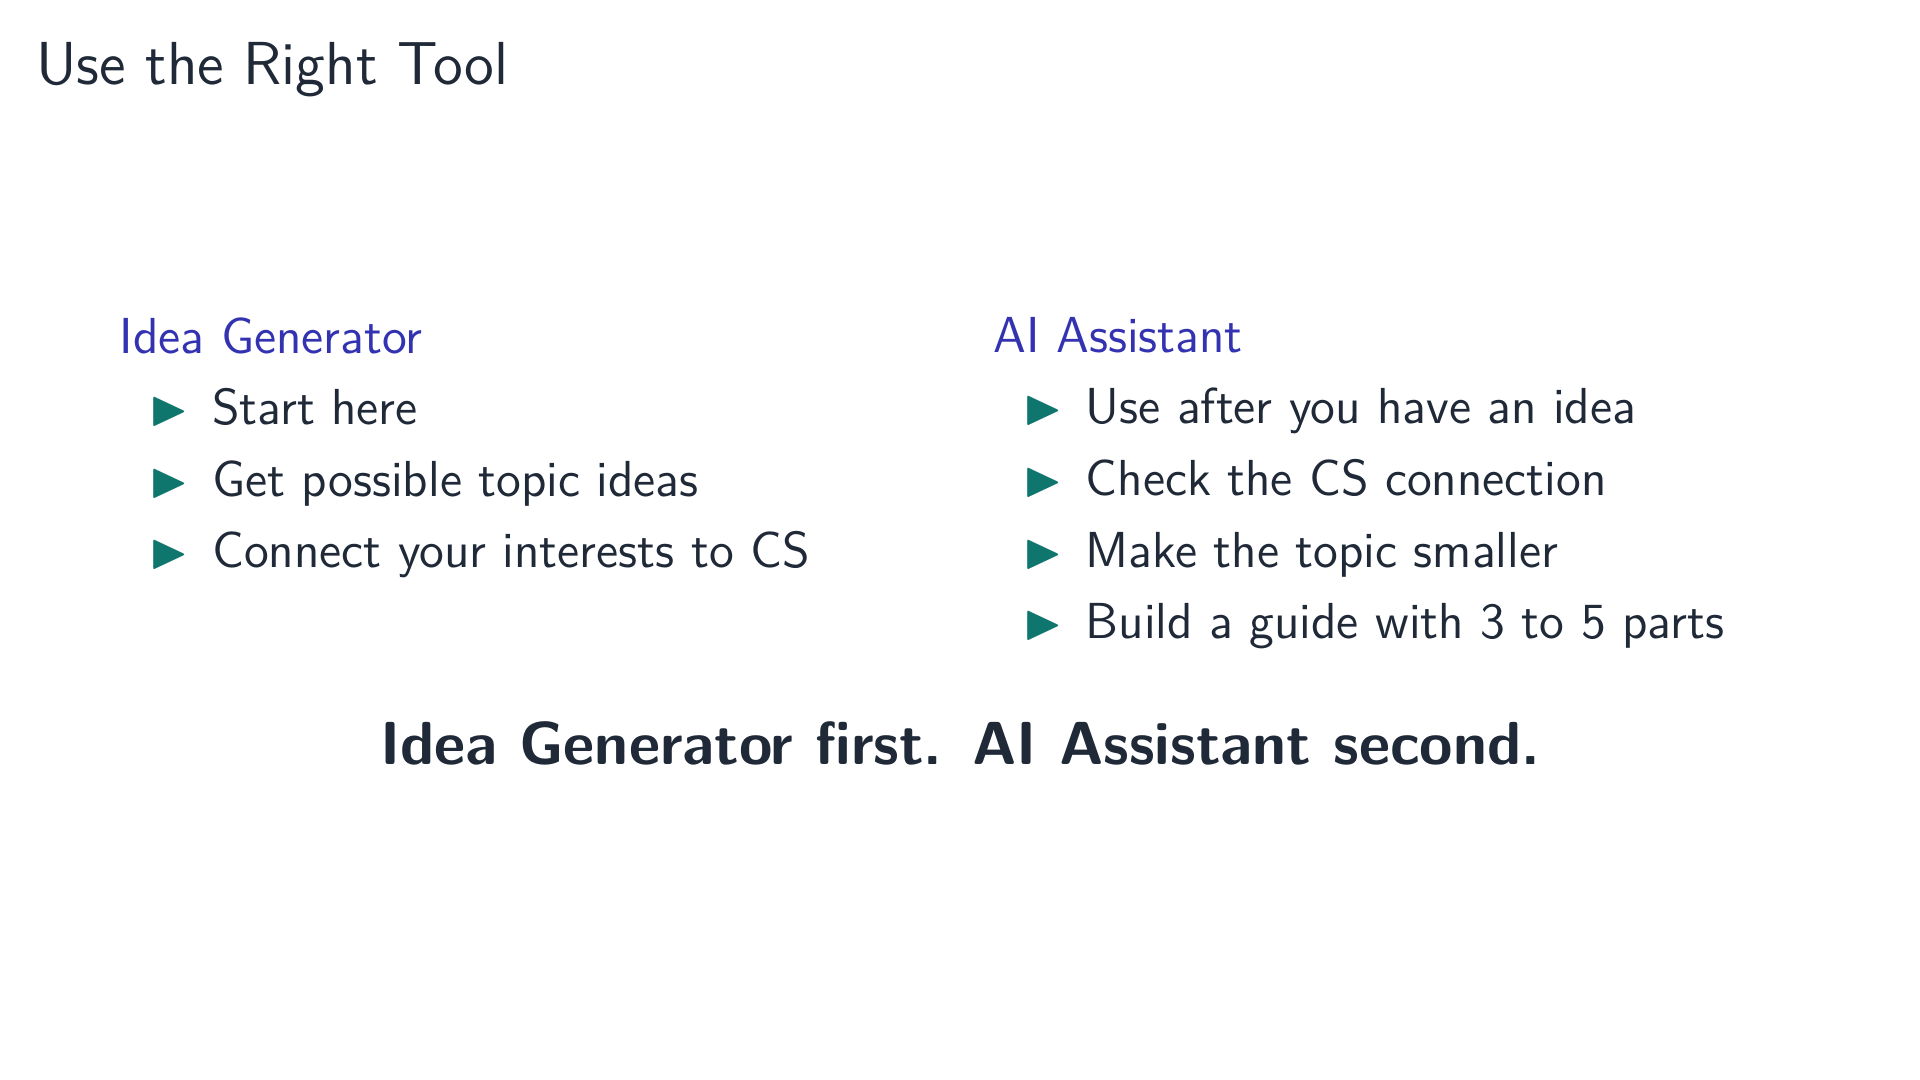 Use the Right Tool
Idea Generator
Start here
Get possible topic ideas
Connect your interests to CS
AI Assistant
Use after you have an idea
Check the CS connection
Make the topic smaller
Build a guide with 3 to 5 parts
Idea Generator first. AI Assistant second.